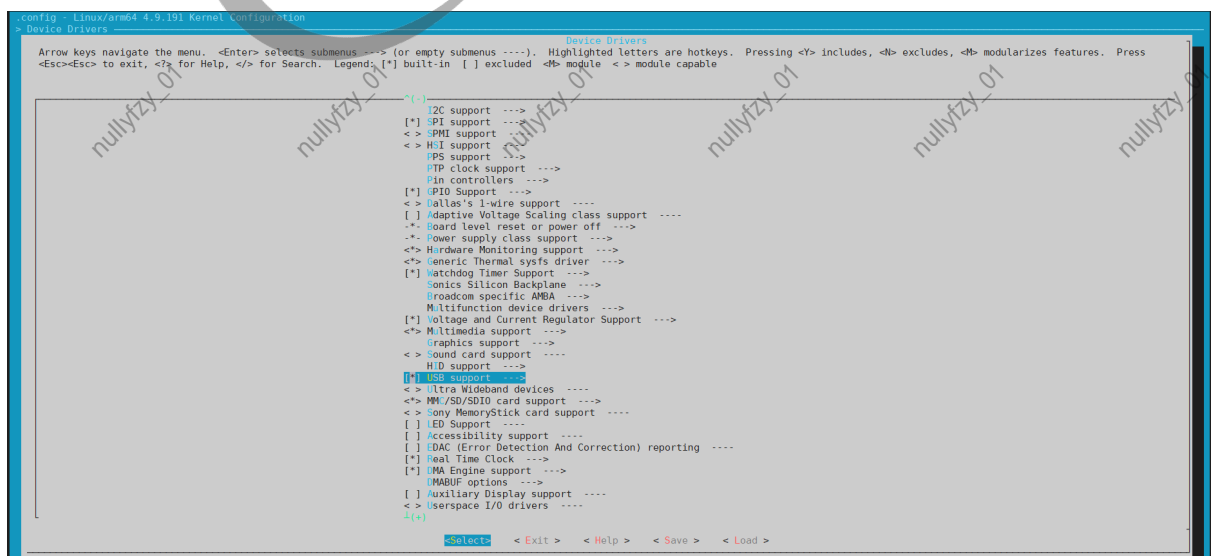 .config - Linux/arm64 4.9.191 Kernel Configuration
> Device Drivers
Device Drivers
Arrow keys navigate the menu.  <Enter> selects submenus ---> (or empty submenus ----).  Highlighted letters are hotkeys.  Pressing <Y> includes, <N> excludes, <M> modularizes features.  Press
<Esc><Esc> to exit, <?> for Help, </> for Search.  Legend: [*] built-in  [ ] excluded  <M> module  < > module capable
^(-)
I2C support  --->
[*] SPI support  --->
< > SPMI support  ----
< > HSI support  ----
PPS support  --->
PTP clock support  --->
Pin controllers  --->
[*] GPIO Support  --->
< > Dallas's 1-wire support  ----
[ ] Adaptive Voltage Scaling class support  ----
-*- Board level reset or power off  --->
-*- Power supply class support  --->
<*> Hardware Monitoring support  --->
<*> Generic Thermal sysfs driver  --->
[*] Watchdog Timer Support  --->
Sonics Silicon Backplane  --->
Broadcom specific AMBA  --->
Multifunction device drivers  --->
[*] Voltage and Current Regulator Support  --->
<*> Multimedia support  --->
Graphics support  --->
< > Sound card support  ----
HID support  --->
[*] USB support  --->
< > Ultra Wideband devices  ----
<*> MMC/SD/SDIO card support  --->
< > Sony MemoryStick card support  ----
[ ] LED Support  ----
[ ] Accessibility support  ----
[ ] EDAC (Error Detection And Correction) reporting  ----
[*] Real Time Clock  --->
[*] DMA Engine support  --->
DMABUF options  --->
[ ] Auxiliary Display support  ----
< > Userspace I/O drivers  ----
┴(+)
<Select>    < Exit >    < Help >    < Save >    < Load >
nullyfzy_01
nullyfzy_01
nullyfzy_01
nullyfzy_01
nullyfzy_01
nullyfzy_01